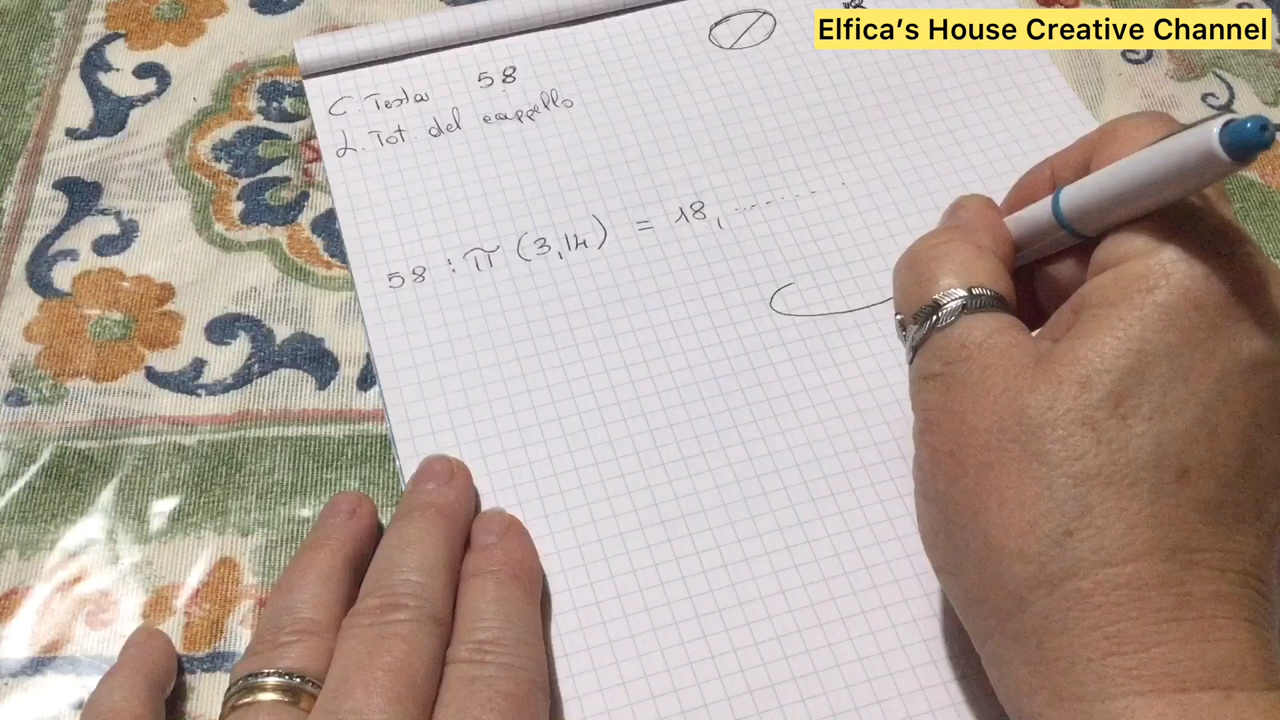 Elfica’s House Creative Channel
C. Testa 58
L. Tot. del cappello
58 : π (3,14) = 18, ........